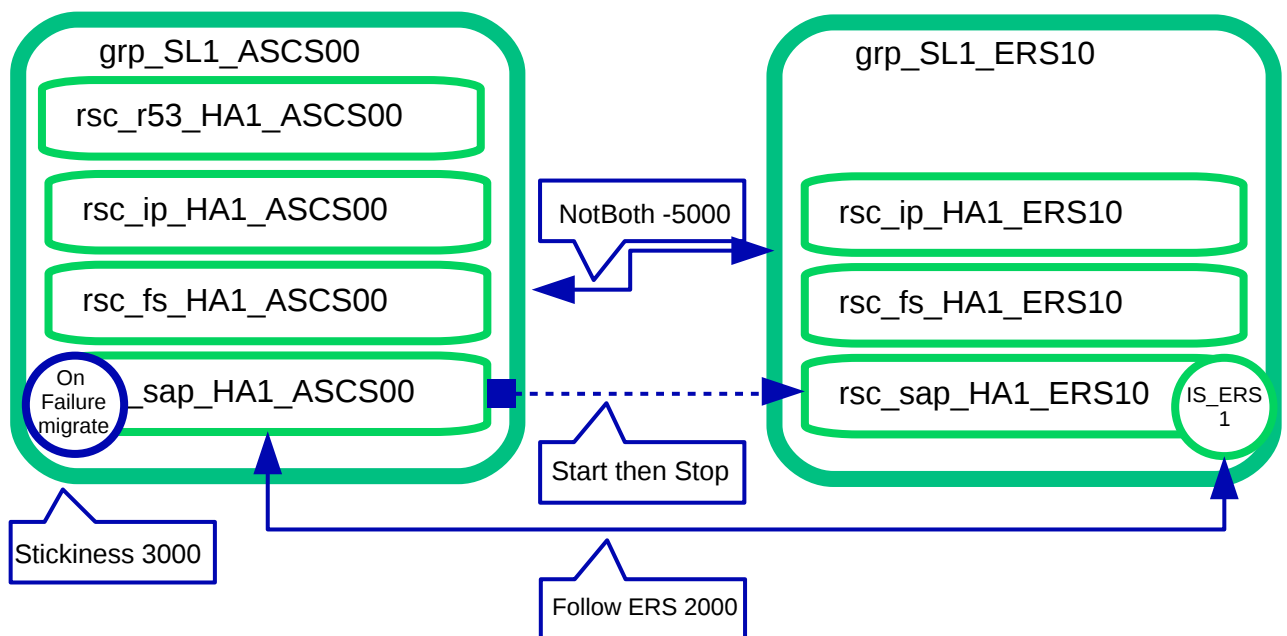 grp_SL1_ASCS00
rsc_r53_HA1_ASCS00
rsc_ip_HA1_ASCS00
rsc_fs_HA1_ASCS00
_sap_HA1_ASCS00
On
Failure
migrate
Stickiness 3000
NotBoth -5000
Start then Stop
Follow ERS 2000
grp_SL1_ERS10
rsc_ip_HA1_ERS10
rsc_fs_HA1_ERS10
rsc_sap_HA1_ERS10
IS_ERS
1